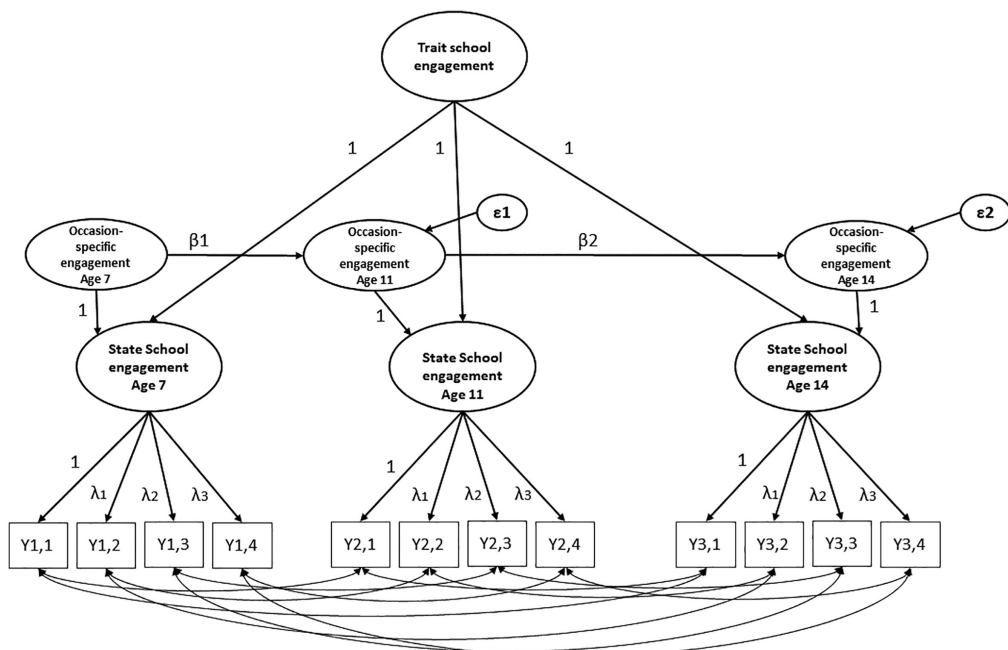 Trait school
engagement
1
1
1
ε1
ε2
Occasion-
specific
engagement
Age 7
β1
Occasion-
specific
engagement
Age 11
β2
Occasion-
specific
engagement
Age 14
1
1
1
State School
engagement
Age 7
State School
engagement
Age 11
State School
engagement
Age 14
1
λ1
λ2
λ3
1
λ1
λ2
λ3
1
λ1
λ2
λ3
Y1,1
Y1,2
Y1,3
Y1,4
Y2,1
Y2,2
Y2,3
Y2,4
Y3,1
Y3,2
Y3,3
Y3,4